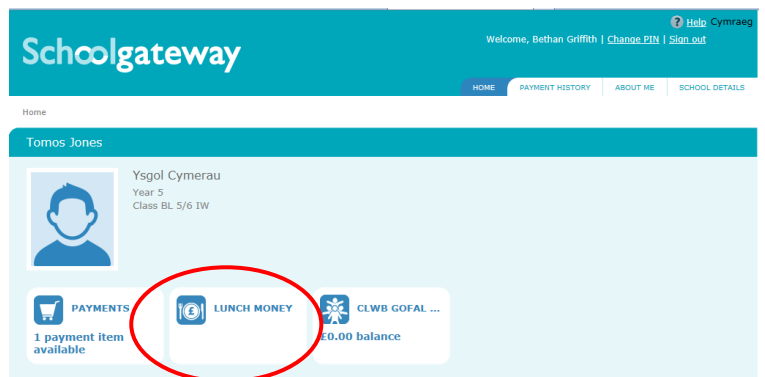 ? Help Cymraeg
Schoolgateway
Welcome, Bethan Griffith | Change PIN | Sign out
HOME PAYMENT HISTORY ABOUT ME SCHOOL DETAILS
Home
Tomos Jones
Ysgol Cymerau
Year 5
Class BL 5/6 IW
PAYMENTS
1 payment item
available
£
LUNCH MONEY
CLWB GOFAL ...
£0.00 balance